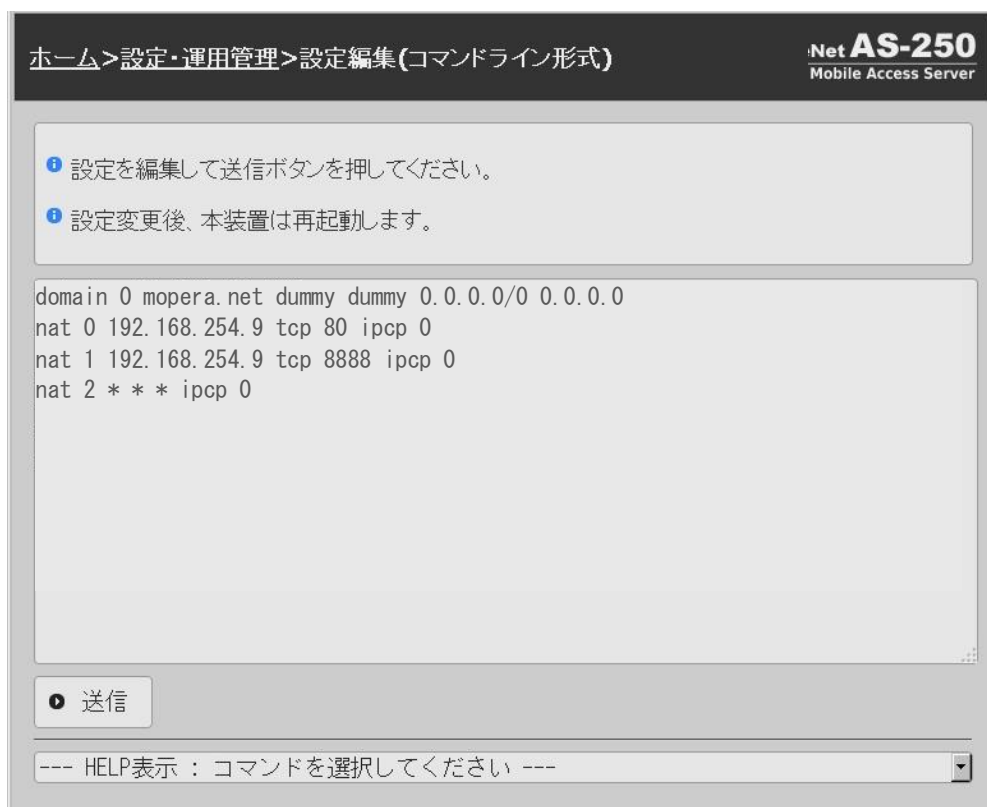 ホーム>設定・運用管理>設定編集(コマンドライン形式)
Net AS-250
Mobile Access Server
設定を編集して送信ボタンを押してください。
設定変更後、本装置は再起動します。
domain 0 mopera.net dummy dummy 0.0.0.0/0 0.0.0.0
nat 0 192.168.254.9 tcp 80 ipcp 0
nat 1 192.168.254.9 tcp 8888 ipcp 0
nat 2 * * * ipcp 0
送信
--- HELP表示 : コマンドを選択してください ---